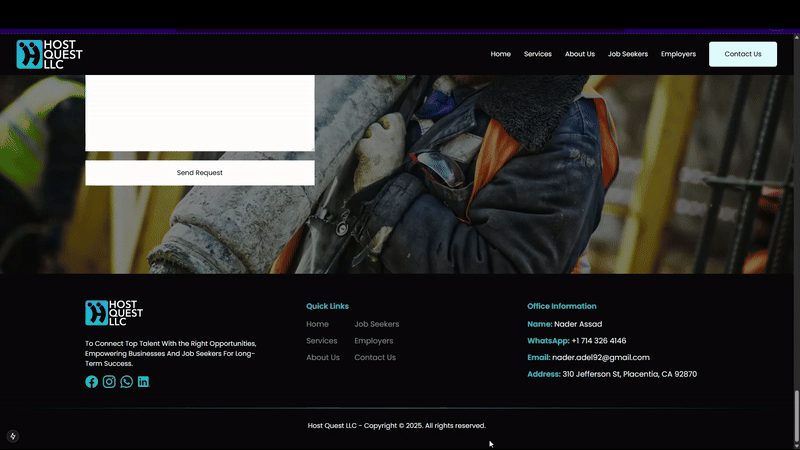 HOST
QUEST
LLC
Home Services About Us Job Seekers Employers Contact Us
Send Request
HOST
QUEST
LLC
To Connect Top Talent With the Right Opportunities,
Empowering Businesses And Job Seekers For Long-
Term Success.
Quick Links
Home Job Seekers
Services Employers
About Us Contact Us
Office Information
Name: Nader Assad
WhatsApp: +1 714 326 4146
Email: nader.adel92@gmail.com
Address: 310 Jefferson St, Placentia, CA 92870
Host Quest LLC - Copyright © 2025. All rights reserved.